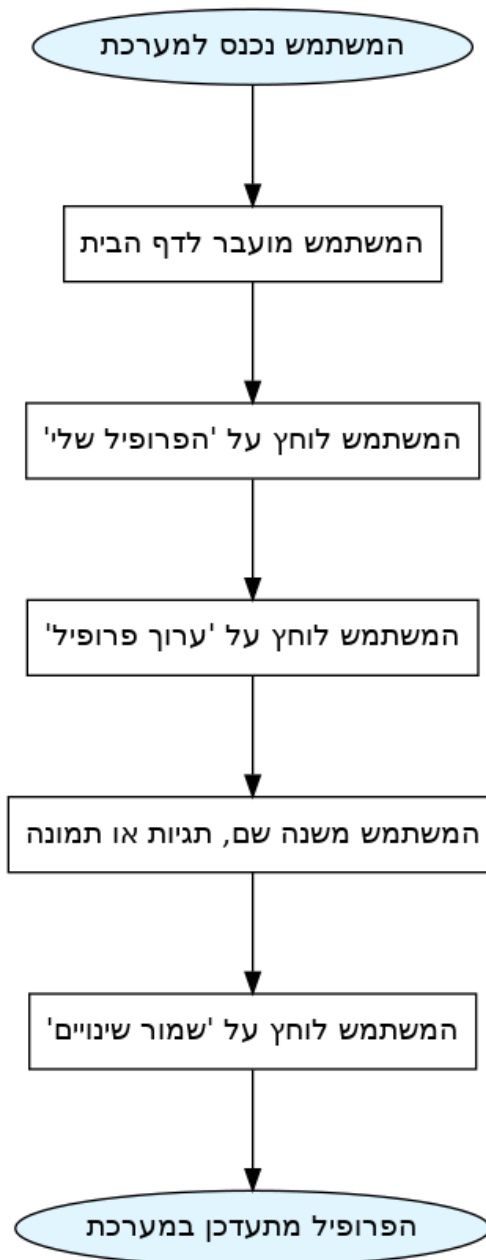 המשתמש נכנס למערכת
המשתמש מועבר לדף הבית
המשתמש לוחץ על 'הפרופיל שלי'
המשתמש לוחץ על 'ערוך פרופיל'
המשתמש משנה שם, תגיות או תמונה
המשתמש לוחץ על 'שמור שינויים'
הפרופיל מתעדכן במערכת